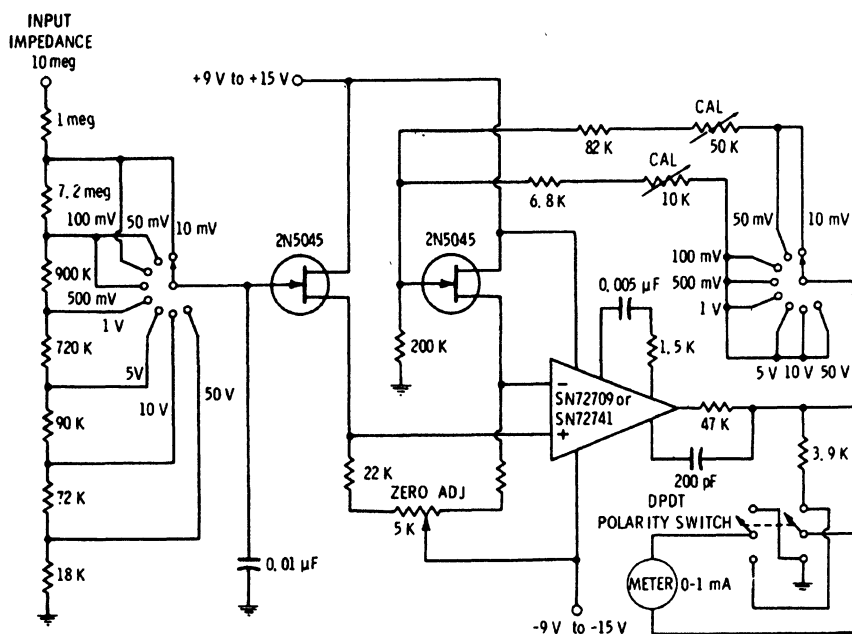 INPUT
IMPEDANCE
10 meg
1 meg
7.2 meg
100 mV
50 mV
10 mV
900 K
500 mV
1 V
720 K
5V
10 V
50 V
90 K
72 K
18 K
0.01 µF
+9 V to +15 V
2N5045
2N5045
CAL
82 K
50 K
CAL
6.8K
10 K
50 mV
10 mV
100 mV
500 mV
1 V
5 V 10 V 50 V
200 K
0.005 µF
1.5 K
SN72709 or
SN72741
−
+
47 K
200 pF
3.9K
22 K
ZERO ADJ
5 K
DPDT
POLARITY SWITCH
METER
0-1 mA
-9 V to -15 V